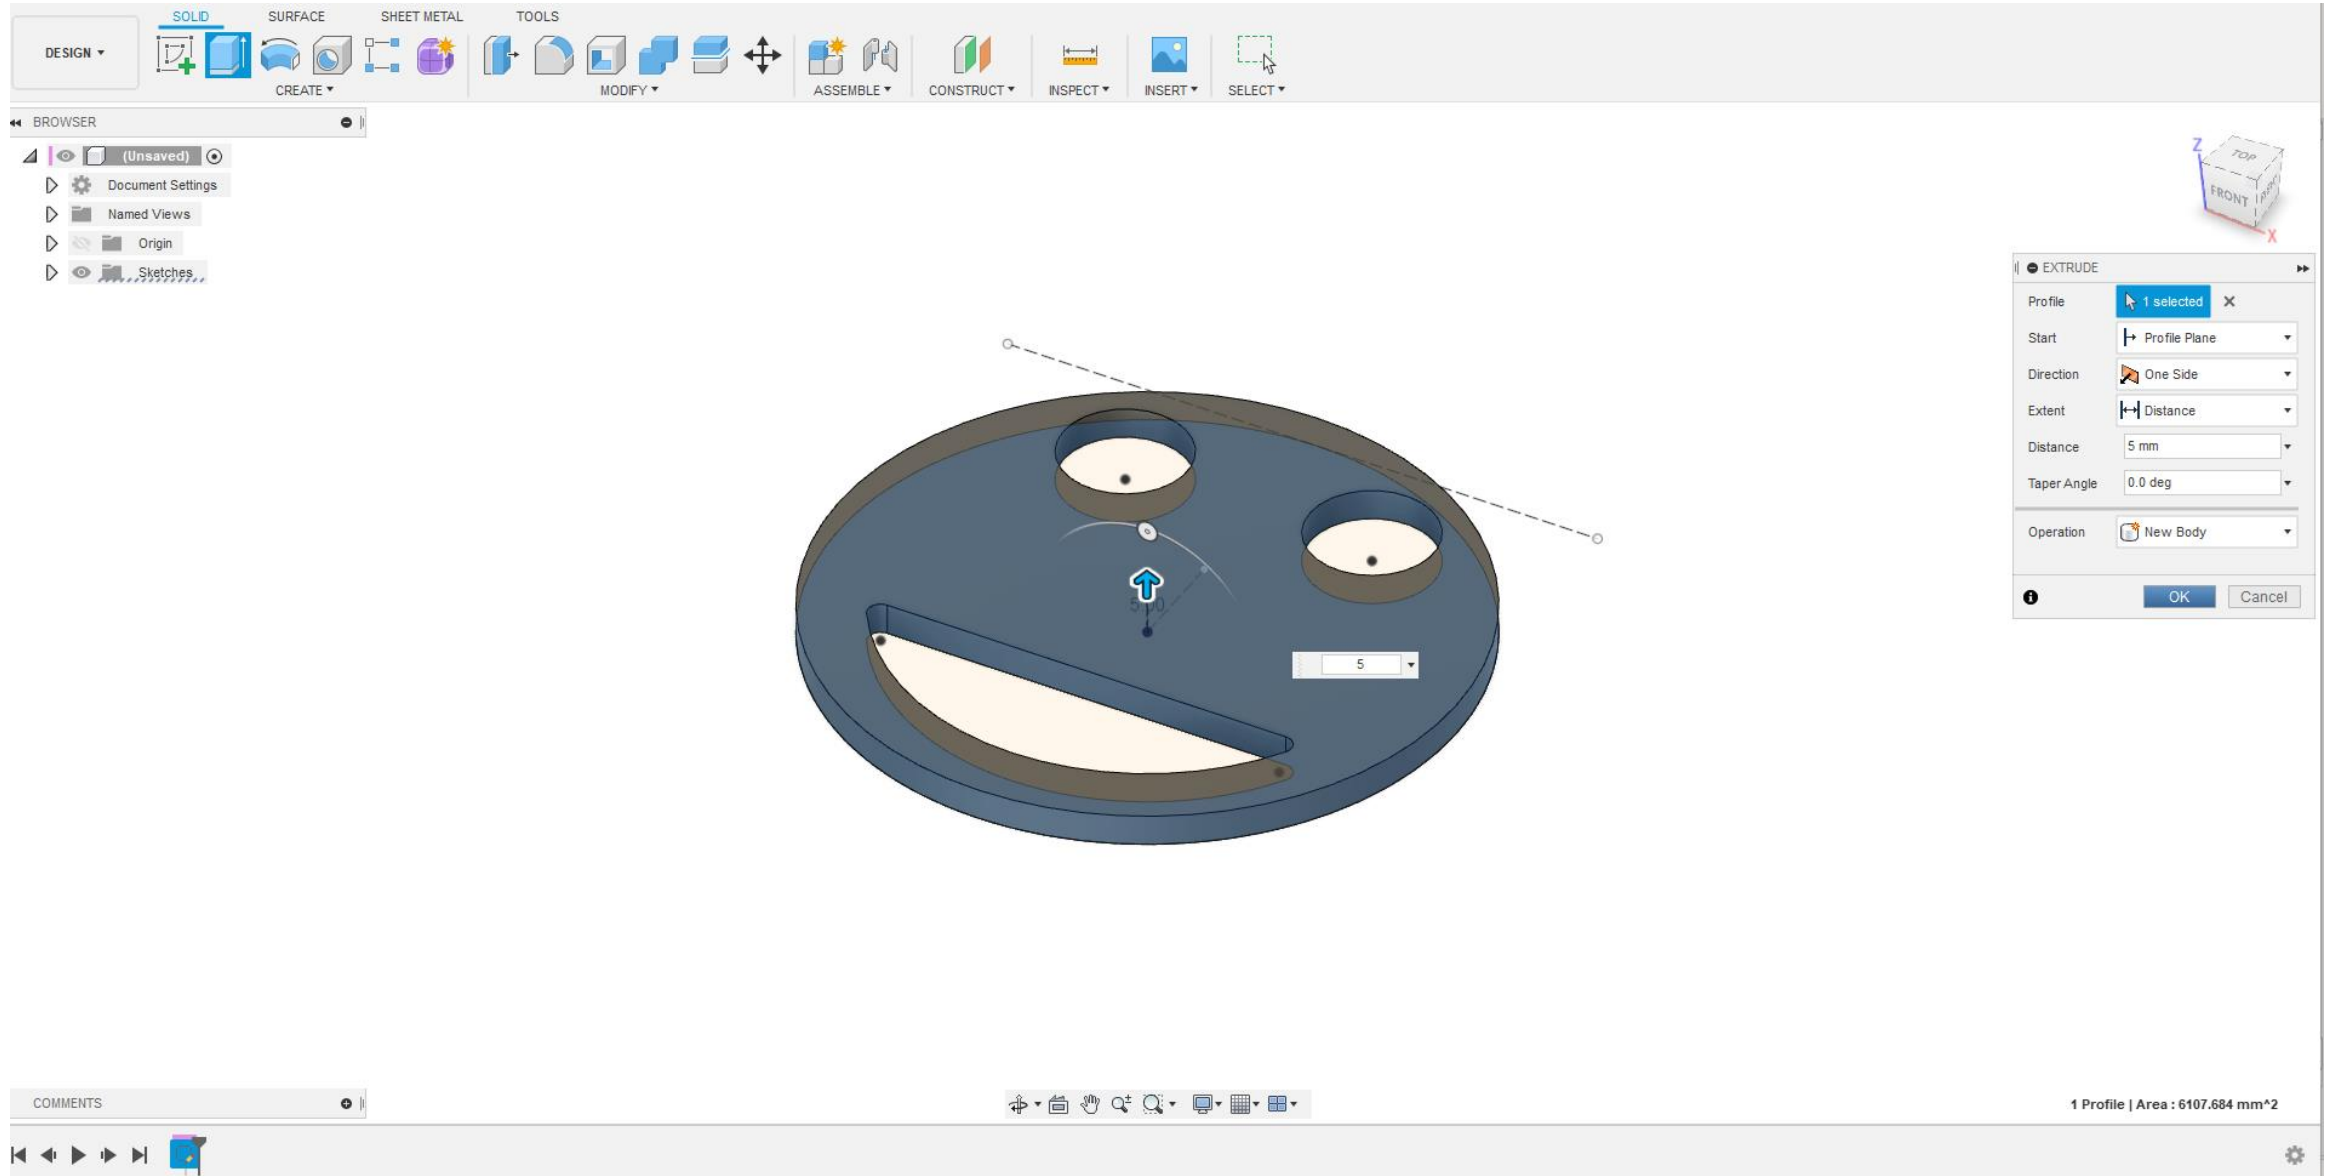 SOLID SURFACE SHEET METAL TOOLS
DESIGN
CREATE MODIFY ASSEMBLE CONSTRUCT INSPECT INSERT SELECT
BROWSER
(Unsaved)
Document Settings
Named Views
Origin
Sketches
Z
TOP
FRONT
X
EXTRUDE
Profile 1 selected
Start Profile Plane
Direction One Side
Extent Distance
Distance 5 mm
Taper Angle 0.0 deg
Operation New Body
OK Cancel
5
COMMENTS
1 Profile | Area : 6107.684 mm^2